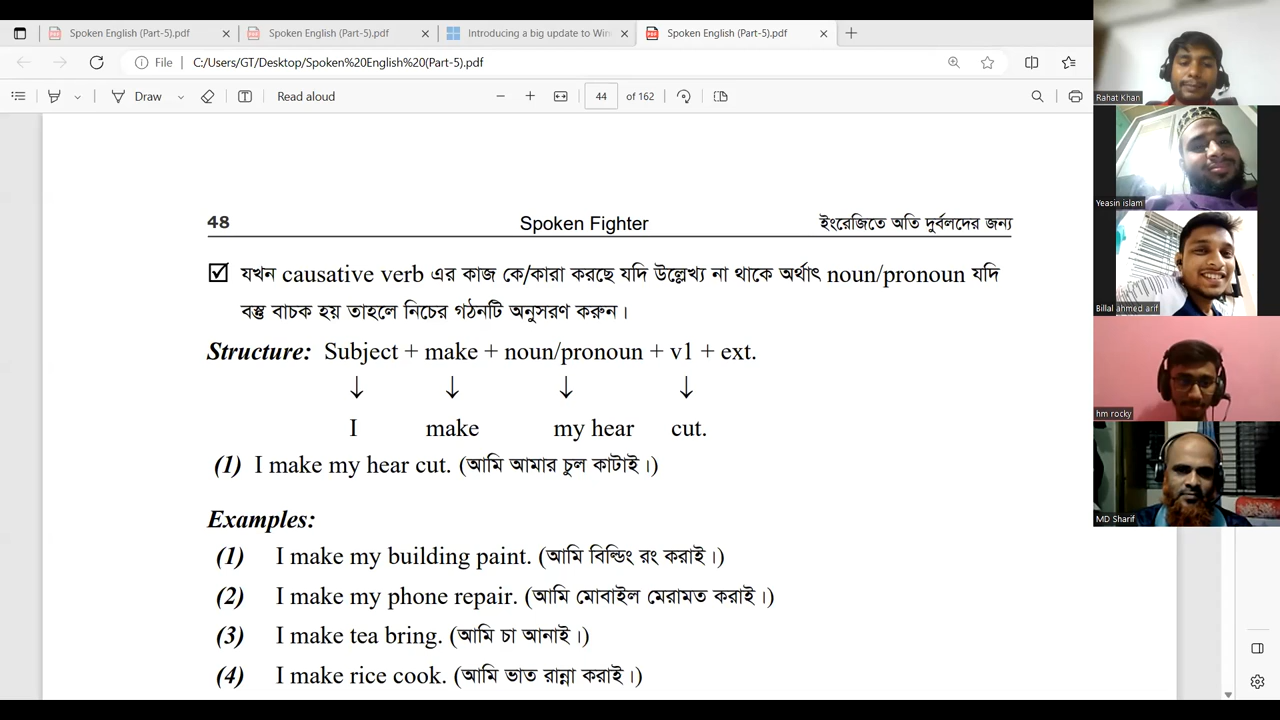 Spoken English (Part-5).pdf
Spoken English (Part-5).pdf
Introducing a big update to Win
Spoken English (Part-5).pdf
File C:/Users/GT/Desktop/Spoken%20English%20(Part-5).pdf
Draw Read aloud 44 of 162
48 Spoken Fighter ইংরেজিতে অতি দুর্বলদের জন্য
যখন causative verb এর কাজ কে/কারা করছে যদি উল্লেখ্য না থাকে অর্থাৎ noun/pronoun যদি
বস্তু বাচক হয় তাহলে নিচের গঠনটি অনুসরণ করুন।
Structure: Subject + make + noun/pronoun + v1 + ext.
I make my hear cut.
(1) I make my hear cut. (আমি আমার চুল কাটাই।)
Examples:
(1) I make my building paint. (আমি বিল্ডিং রং করাই।)
(2) I make my phone repair. (আমি মোবাইল মেরামত করাই।)
(3) I make tea bring. (আমি চা আনাই।)
(4) I make rice cook. (আমি ভাত রান্না করাই।)
Rahat Khan
Yeasin islam
Billal ahmed arif
hm rocky
MD Sharif